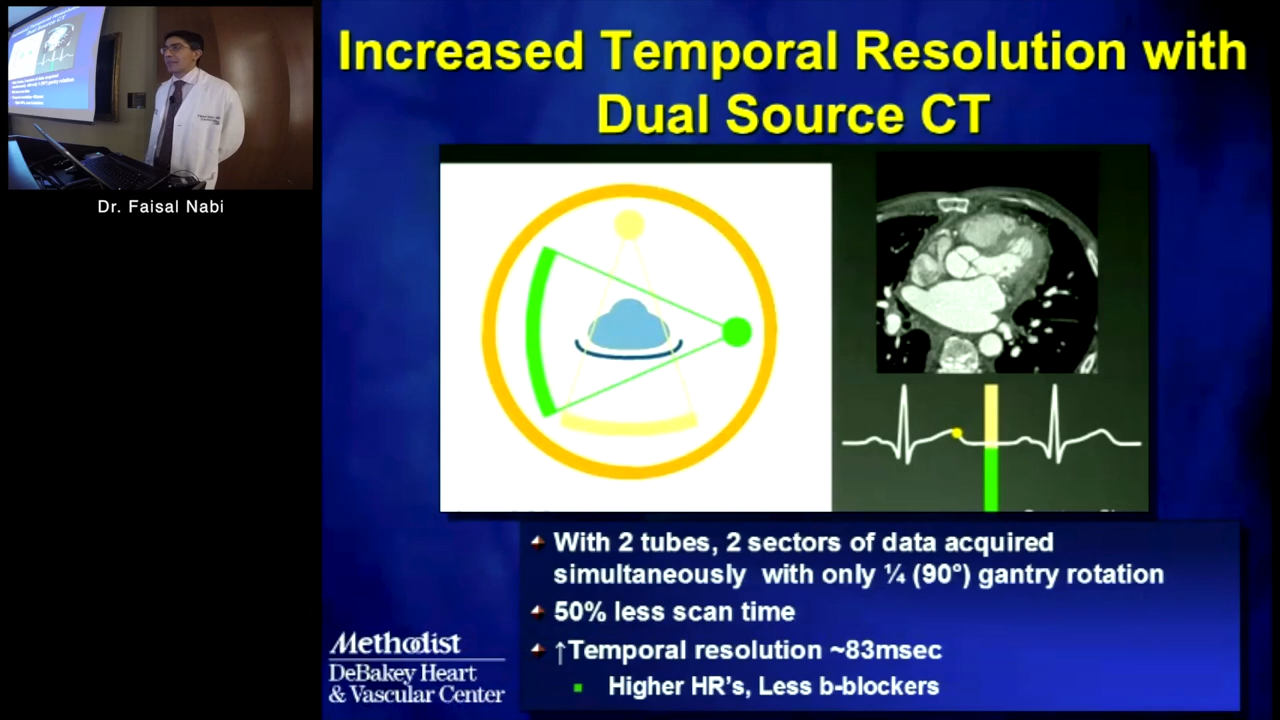 Increased Temporal Resolution with
Dual Source CT
Dr. Faisal Nabi
With 2 tubes, 2 sectors of data acquired
simultaneously with only ¼ (90°) gantry rotation
50% less scan time
↑Temporal resolution ~83msec
Higher HR's, Less b-blockers
Methodist
DeBakey Heart
& Vascular Center